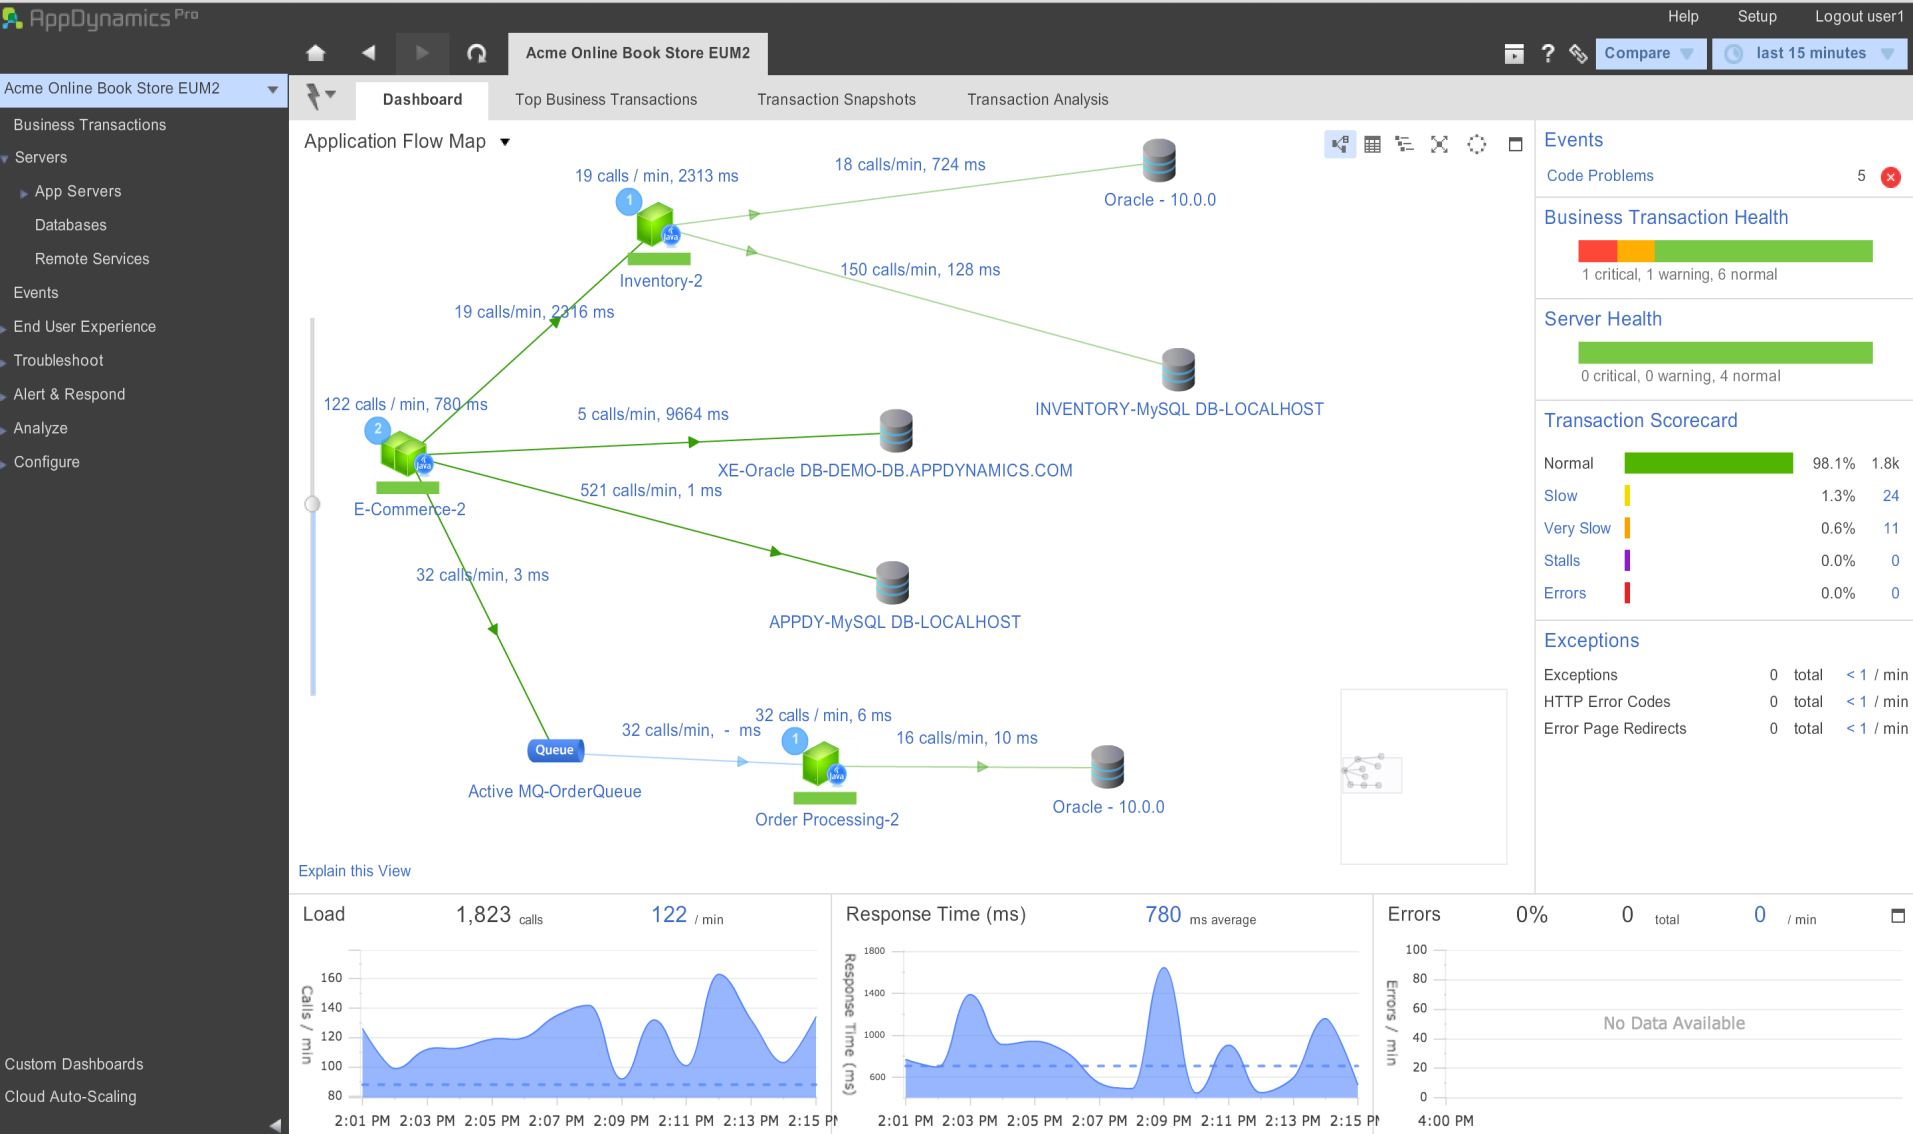 AppDynamics Pro
Help Setup Logout user1
Acme Online Book Store EUM2
? Compare last 15 minutes
Acme Online Book Store EUM2
Business Transactions
Servers
App Servers
Databases
Remote Services
Events
End User Experience
Troubleshoot
Alert & Respond
Analyze
Configure
Custom Dashboards
Cloud Auto-Scaling
Dashboard Top Business Transactions Transaction Snapshots Transaction Analysis
Application Flow Map
18 calls/min, 724 ms
19 calls / min, 2313 ms
1
Java
Oracle - 10.0.0
150 calls/min, 128 ms
Inventory-2
19 calls/min, 2316 ms
INVENTORY-MySQL DB-LOCALHOST
122 calls / min, 780 ms
2
Java
5 calls/min, 9664 ms
XE-Oracle DB-DEMO-DB.APPDYNAMICS.COM
521 calls/min, 1 ms
E-Commerce-2
32 calls/min, 3 ms
APPDY-MySQL DB-LOCALHOST
32 calls / min, 6 ms
32 calls/min, - ms
1
Java
16 calls/min, 10 ms
Queue
Active MQ-OrderQueue
Order Processing-2
Oracle - 10.0.0
Explain this View
Events
Code Problems 5
Business Transaction Health
1 critical, 1 warning, 6 normal
Server Health
0 critical, 0 warning, 4 normal
Transaction Scorecard
Normal 98.1% 1.8k
Slow 1.3% 24
Very Slow 0.6% 11
Stalls 0.0% 0
Errors 0.0% 0
Exceptions
Exceptions 0 total < 1 / min
HTTP Error Codes 0 total < 1 / min
Error Page Redirects 0 total < 1 / min
Load 1,823 calls 122 / min
Calls / min
160
140
120
100
80
2:01 PM 2:03 PM 2:05 PM 2:07 PM 2:09 PM 2:11 PM 2:13 PM 2:15 P
Response Time (ms) 780 ms average
Response Time (ms)
1800
1400
1000
600
2:01 PM 2:03 PM 2:05 PM 2:07 PM 2:09 PM 2:11 PM 2:13 PM 2:15 P
Errors 0% 0 total 0 / min
Errors / min
100
80
60
40
20
0
No Data Available
4:00 PM